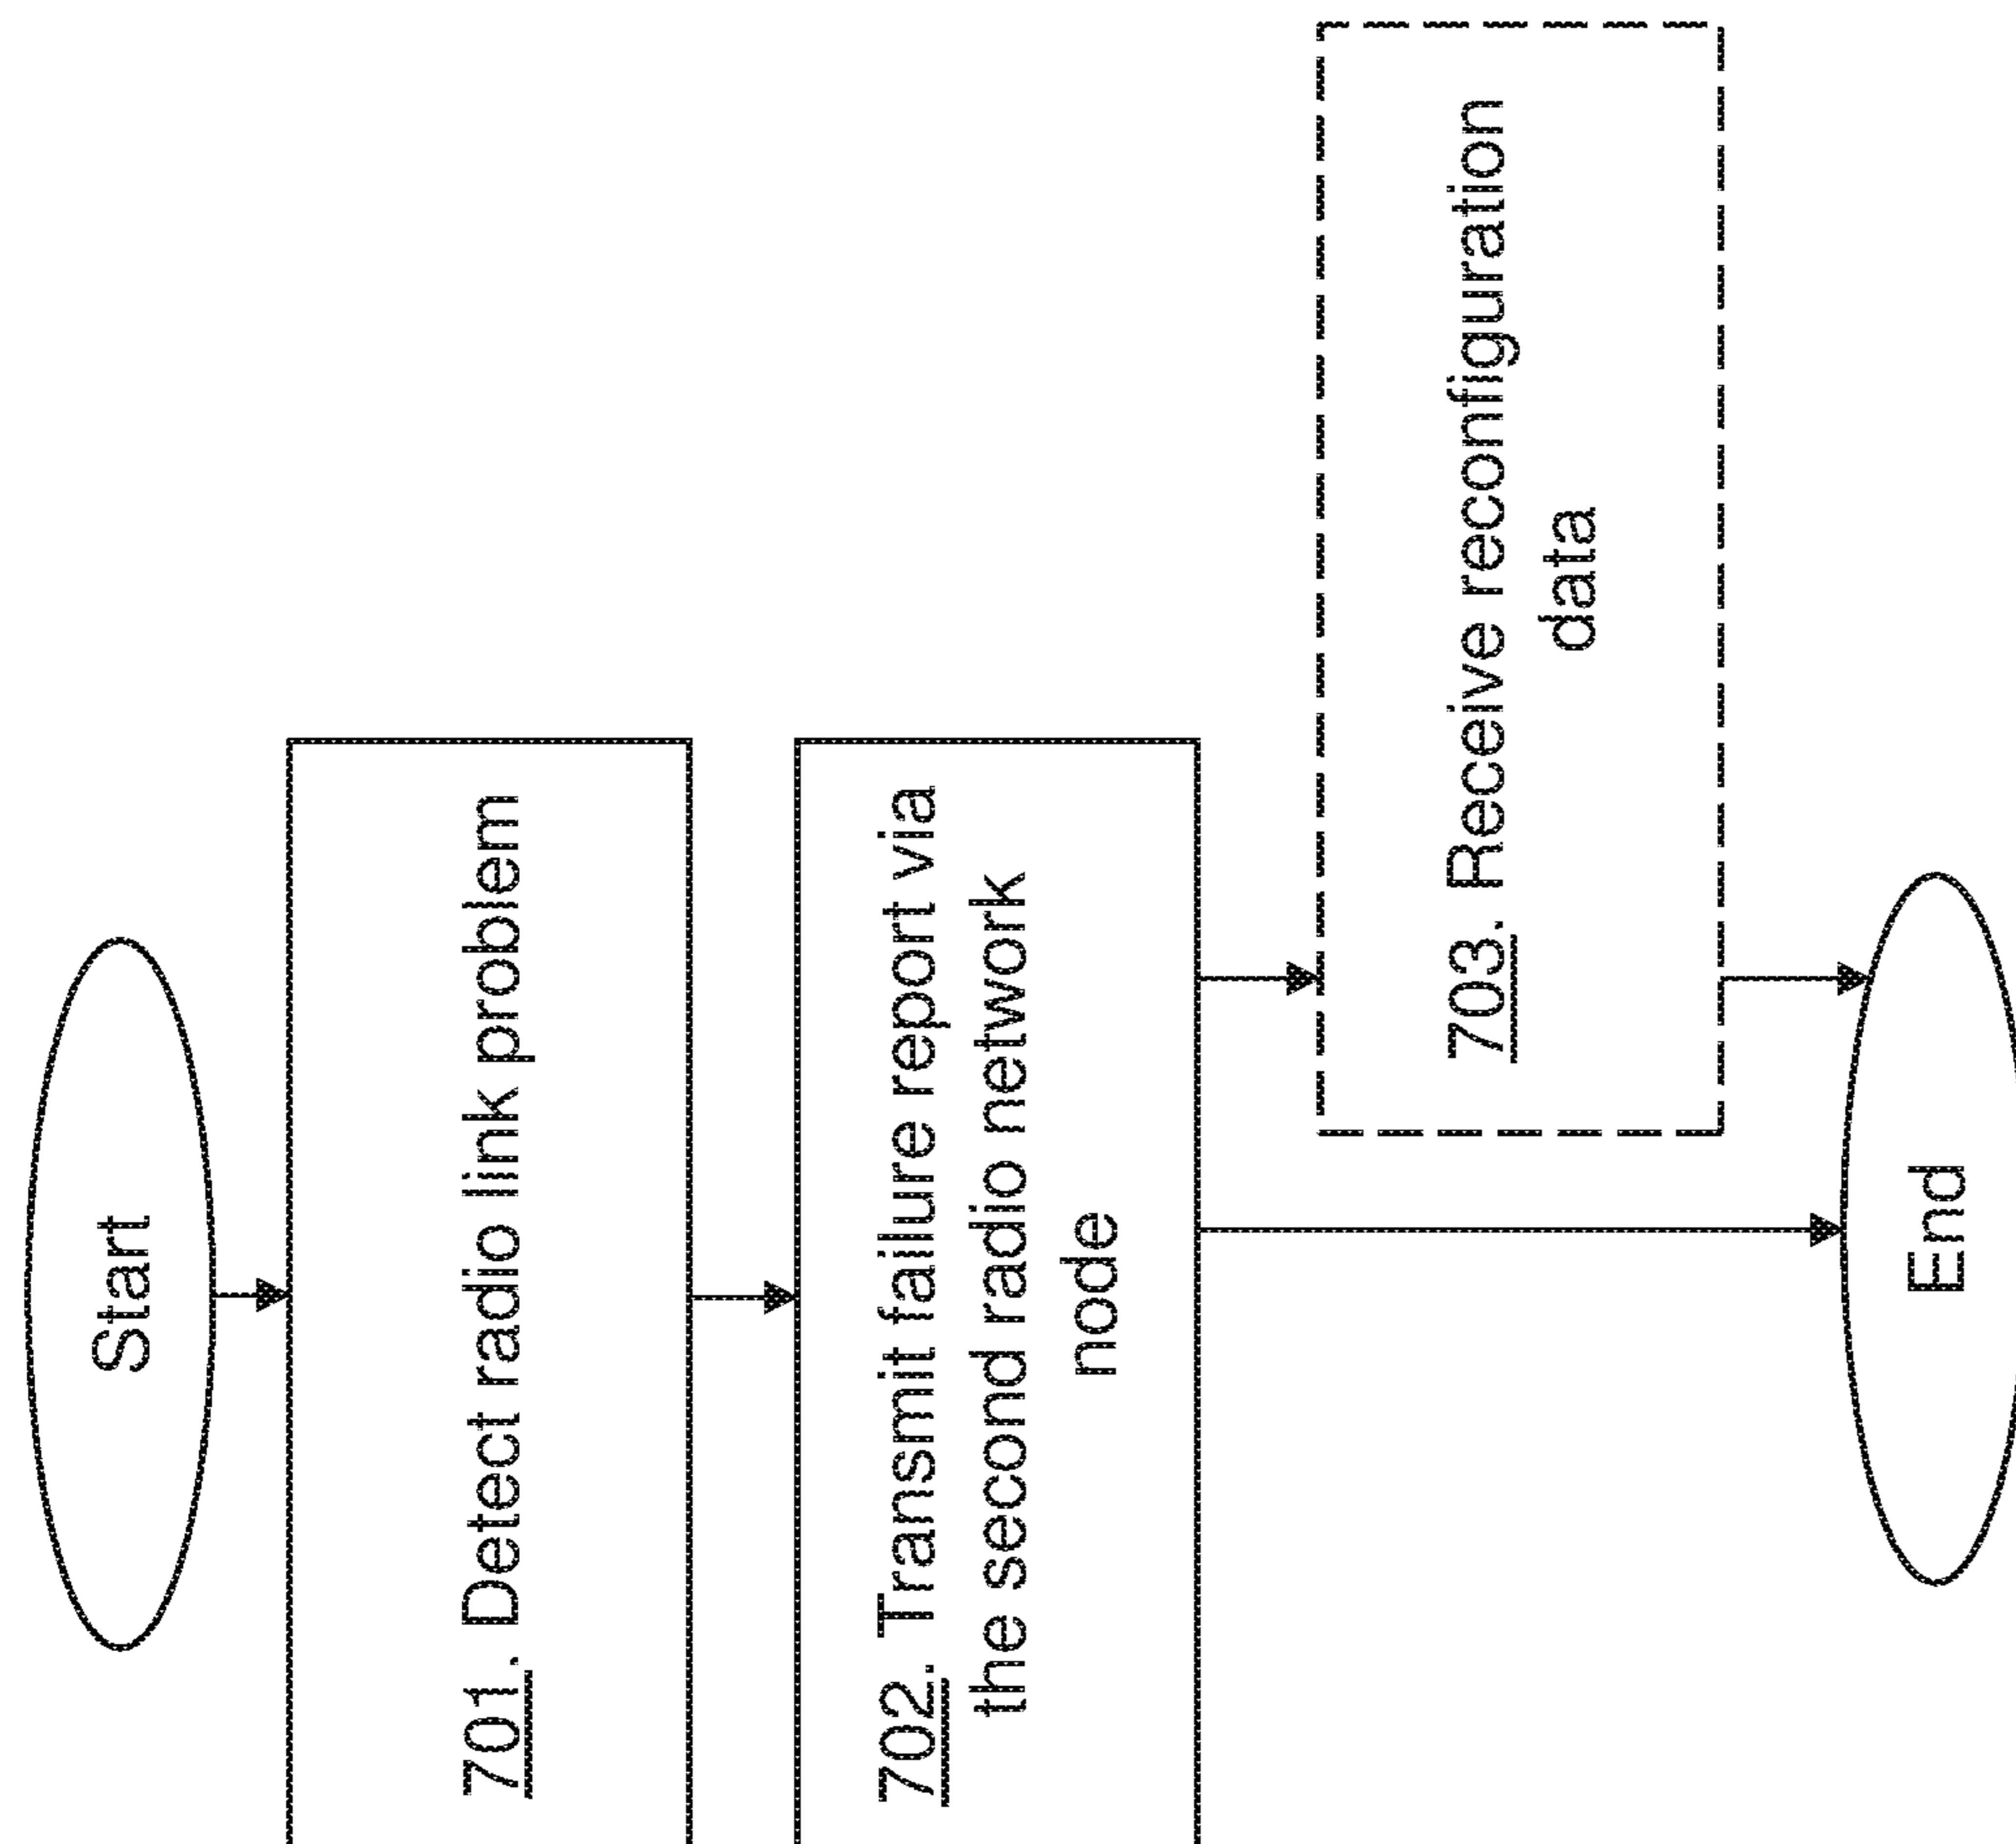 Start
701. Detect radio link problem
702. Transmit failure report via
the second radio network
node
703. Receive reconfiguration
data
End